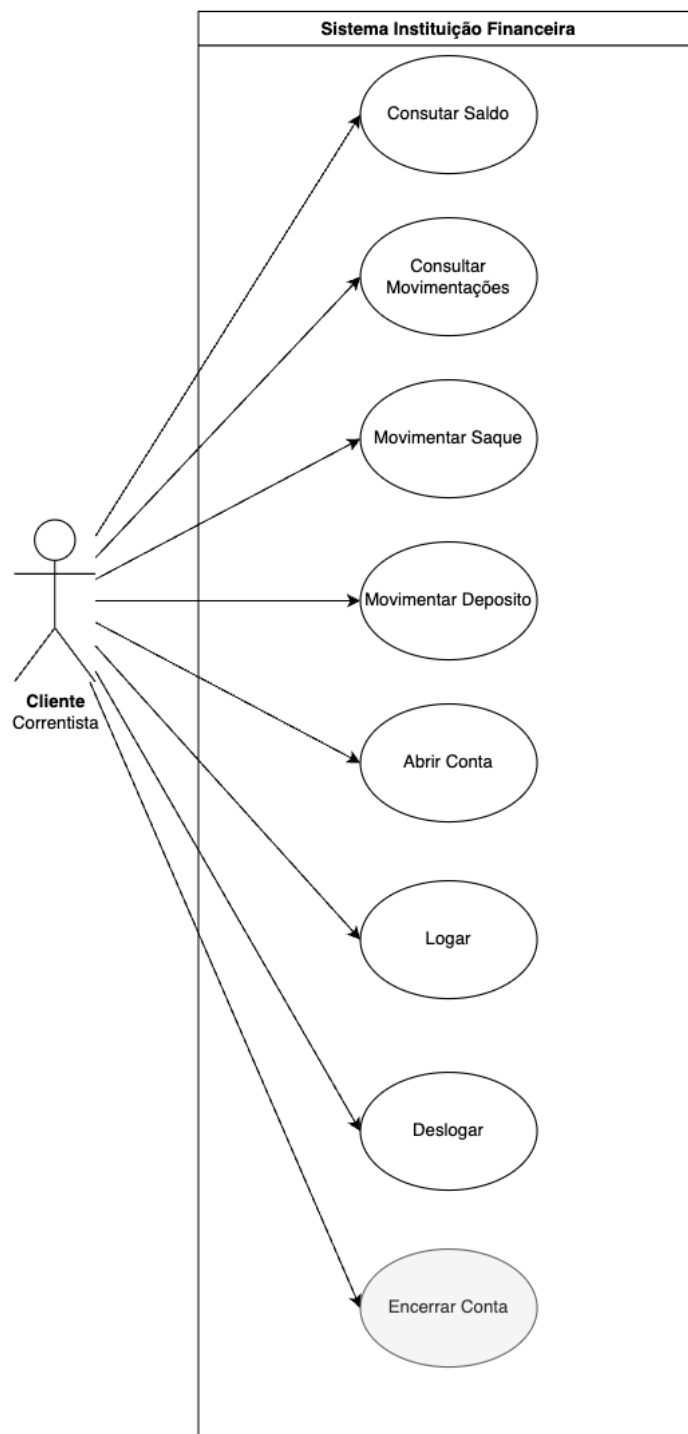 Sistema Instituição Financeira
Consutar Saldo
Consultar
Movimentações
Movimentar Saque
Movimentar Deposito
Cliente
Correntista
Abrir Conta
Logar
Deslogar
Encerrar Conta